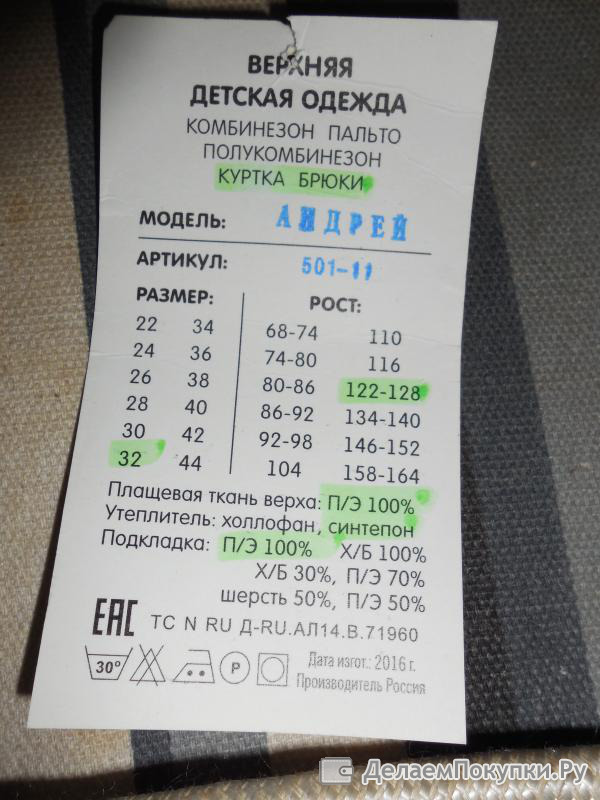 ВЕРХНЯЯ
ДЕТСКАЯ ОДЕЖДА
КОМБИНЕЗОН ПАЛЬТО
ПОЛУКОМБИНЕЗОН
КУРТКА БРЮКИ
МОДЕЛЬ: АНДРЕЙ
АРТИКУЛ: 501-11
РАЗМЕР: РОСТ:
22 34 68-74 110
24 36 74-80 116
26 38 80-86 122-128
28 40 86-92 134-140
30 42 92-98 146-152
32 44 104 158-164
Плащевая ткань верха: П/Э 100%
Утеплитель: холлофан, синтепон
Подкладка: П/Э 100% Х/Б 100%
Х/Б 30%, П/Э 70%
шерсть 50%, П/Э 50%
ЕАС ТС N RU Д-RU.АЛ14.В.71960
30° P Дата изгот.: 2016 г.
Производитель Россия
ДелаемПокупки.Ру